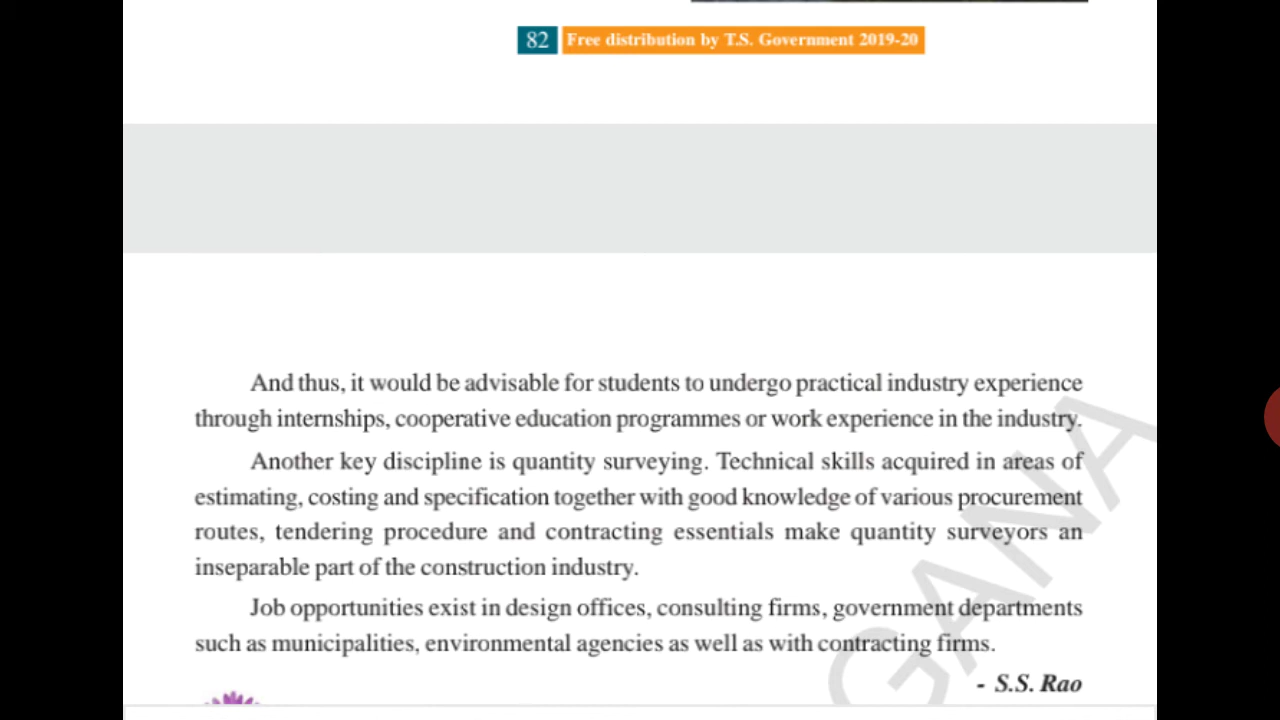 82 Free distribution by T.S. Government 2019-20
And thus, it would be advisable for students to undergo practical industry experience
through internships, cooperative education programmes or work experience in the industry.
Another key discipline is quantity surveying. Technical skills acquired in areas of
estimating, costing and specification together with good knowledge of various procurement
routes, tendering procedure and contracting essentials make quantity surveyors an
inseparable part of the construction industry.
Job opportunities exist in design offices, consulting firms, government departments
such as municipalities, environmental agencies as well as with contracting firms.
- S.S. Rao
GANA